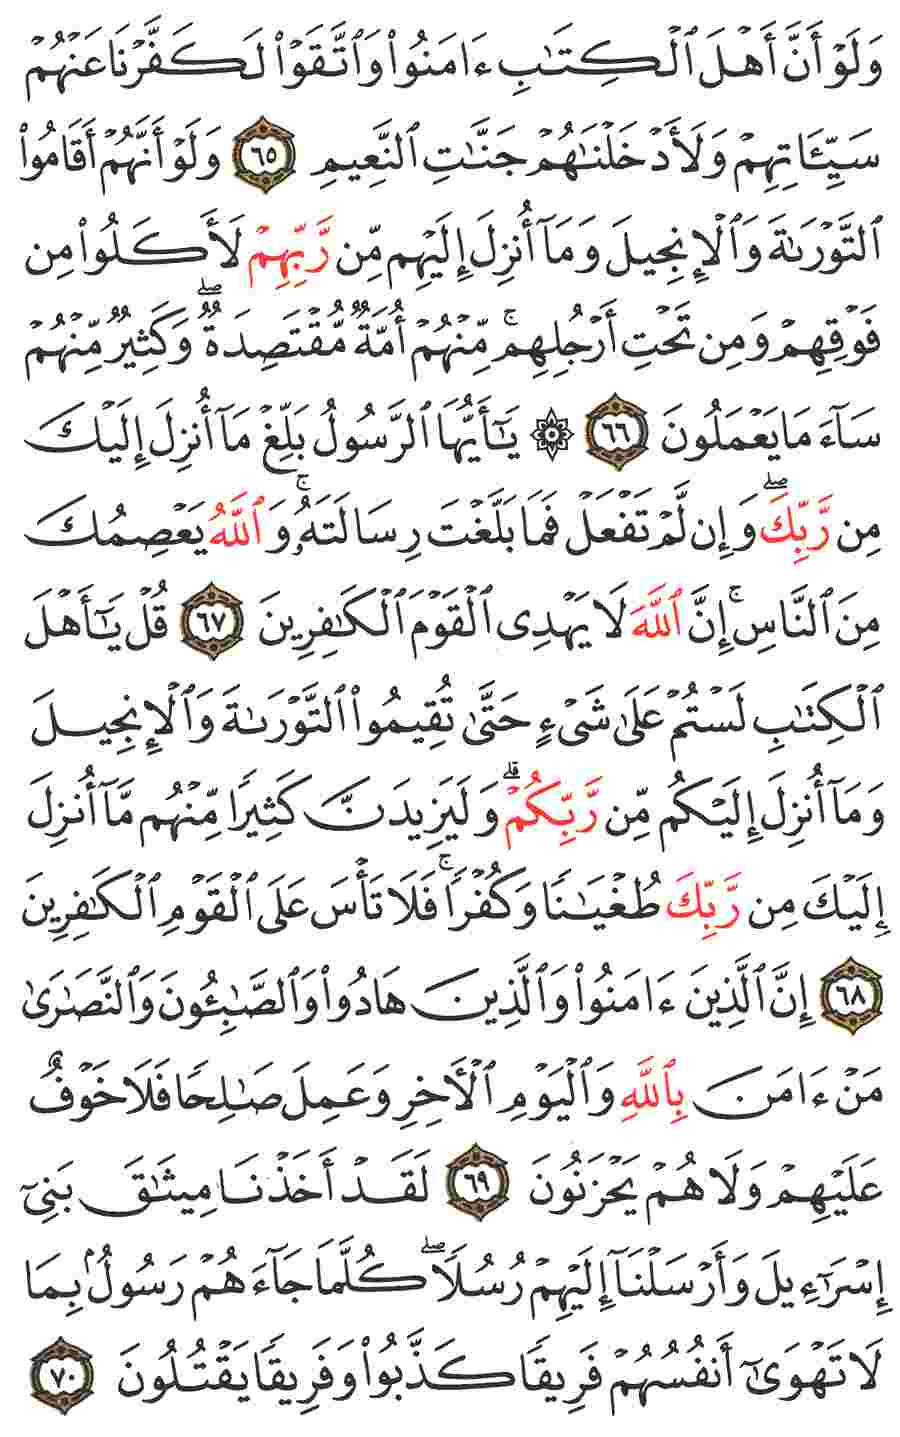 وَلَوۡ أَنَّ أَهۡلَ ٱلۡكِتَٰبِ ءَامَنُواْ وَٱتَّقَوۡاْ لَكَفَّرۡنَا عَنۡهُمۡ
سَيِّـَٔاتِهِمۡ وَلَأَدۡخَلۡنَٰهُمۡ جَنَّٰتِ ٱلنَّعِيمِ ٦٥ وَلَوۡ أَنَّهُمۡ أَقَامُواْ
ٱلتَّوۡرَىٰةَ وَٱلۡإِنجِيلَ وَمَآ أُنزِلَ إِلَيۡهِم مِّن رَّبِّهِمۡ لَأَكَلُواْ مِن
فَوۡقِهِمۡ وَمِن تَحۡتِ أَرۡجُلِهِمۚ مِّنۡهُمۡ أُمَّةٞ مُّقۡتَصِدَةٞۖ وَكَثِيرٞ مِّنۡهُمۡ
سَآءَ مَا يَعۡمَلُونَ ٦٦ ۞ يَٰٓأَيُّهَا ٱلرَّسُولُ بَلِّغۡ مَآ أُنزِلَ إِلَيۡكَ
مِن رَّبِّكَۖ وَإِن لَّمۡ تَفۡعَلۡ فَمَا بَلَّغۡتَ رِسَالَتَهُۥۚ وَٱللَّهُ يَعۡصِمُكَ
مِنَ ٱلنَّاسِۚ إِنَّ ٱللَّهَ لَا يَهۡدِي ٱلۡقَوۡمَ ٱلۡكَٰفِرِينَ ٦٧ قُلۡ يَٰٓأَهۡلَ
ٱلۡكِتَٰبِ لَسۡتُمۡ عَلَىٰ شَيۡءٍ حَتَّىٰ تُقِيمُواْ ٱلتَّوۡرَىٰةَ وَٱلۡإِنجِيلَ
وَمَآ أُنزِلَ إِلَيۡكُم مِّن رَّبِّكُمۡۗ وَلَيَزِيدَنَّ كَثِيرٗا مِّنۡهُم مَّآ أُنزِلَ
إِلَيۡكَ مِن رَّبِّكَ طُغۡيَٰنٗا وَكُفۡرٗاۚ فَلَا تَأۡسَ عَلَى ٱلۡقَوۡمِ ٱلۡكَٰفِرِينَ
٦٨ إِنَّ ٱلَّذِينَ ءَامَنُواْ وَٱلَّذِينَ هَادُواْ وَٱلصَّٰبِـُٔونَ وَٱلنَّصَٰرَىٰ
مَنۡ ءَامَنَ بِٱللَّهِ وَٱلۡيَوۡمِ ٱلۡأٓخِرِ وَعَمِلَ صَٰلِحٗا فَلَا خَوۡفٌ
عَلَيۡهِمۡ وَلَا هُمۡ يَحۡزَنُونَ ٦٩ لَقَدۡ أَخَذۡنَا مِيثَٰقَ بَنِيٓ
إِسۡرَٰٓءِيلَ وَأَرۡسَلۡنَآ إِلَيۡهِمۡ رُسُلٗاۖ كُلَّمَا جَآءَهُمۡ رَسُولُۢ بِمَا
لَا تَهۡوَىٰٓ أَنفُسُهُمۡ فَرِيقٗا كَذَّبُواْ وَفَرِيقٗا يَقۡتُلُونَ ٧٠